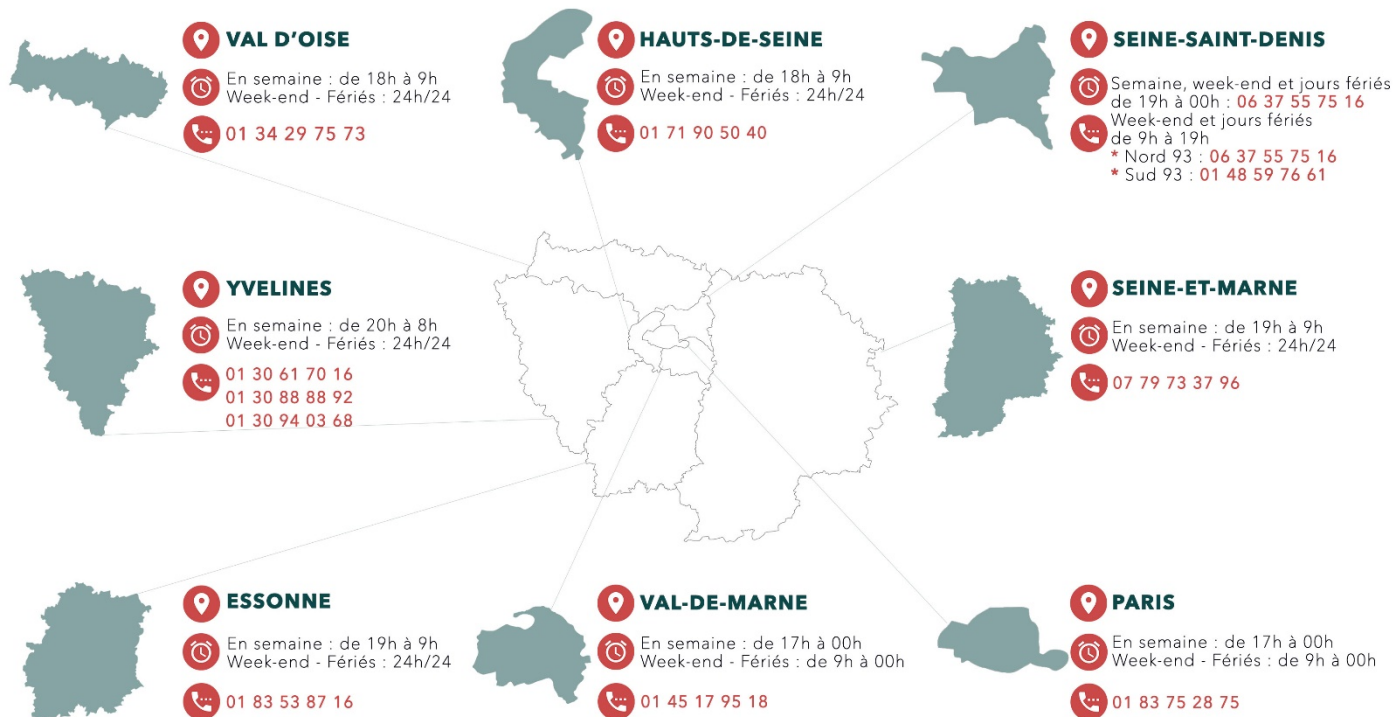 VAL D'OISE
En semaine : de 18h à 9h
Week-end - Fériés : 24h/24
01 34 29 75 73
HAUTS-DE-SEINE
En semaine : de 18h à 9h
Week-end - Fériés : 24h/24
01 71 90 50 40
SEINE-SAINT-DENIS
Semaine, week-end et jours fériés
de 19h à 00h : 06 37 55 75 16
Week-end et jours fériés
de 9h à 19h
* Nord 93 : 06 37 55 75 16
* Sud 93 : 01 48 59 76 61
YVELINES
En semaine : de 20h à 8h
Week-end - Fériés : 24h/24
01 30 61 70 16
01 30 88 88 92
01 30 94 03 68
SEINE-ET-MARNE
En semaine : de 19h à 9h
Week-end - Fériés : 24h/24
07 79 73 37 96
ESSONNE
En semaine : de 19h à 9h
Week-end - Fériés : 24h/24
01 83 53 87 16
VAL-DE-MARNE
En semaine : de 17h à 00h
Week-end - Fériés : de 9h à 00h
01 45 17 95 18
PARIS
En semaine : de 17h à 00h
Week-end - Fériés : de 9h à 00h
01 83 75 28 75